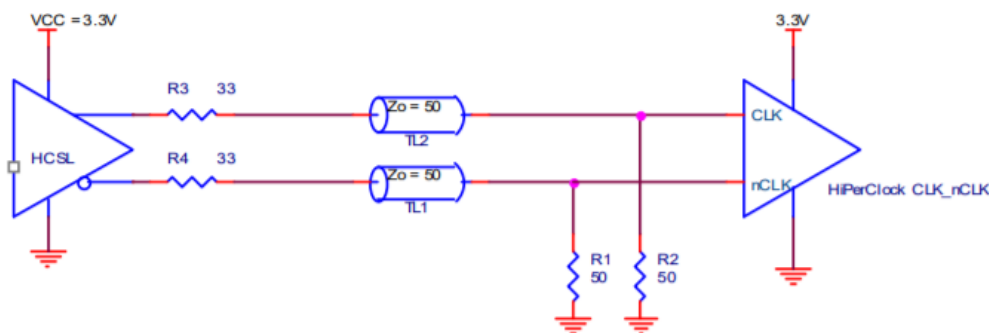 VCC = 3.3V
3.3V
R3 33
Zo = 50
CLK
TL2
HCSL
R4 33
Zo = 50
nCLK
HiPerClock CLK_nCLK
TL1
R1
50
R2
50